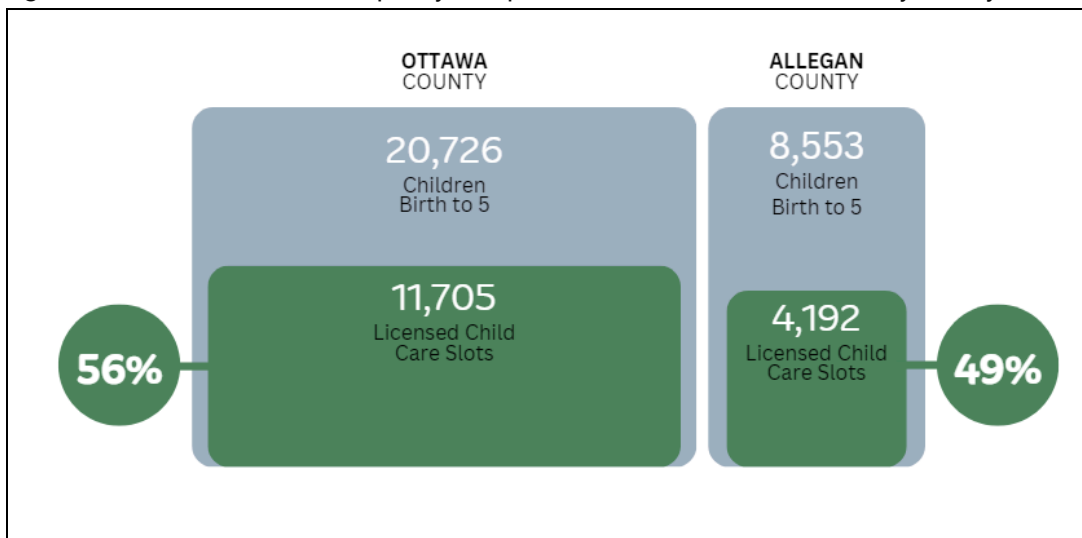 OTTAWA
COUNTY
20,726
Children
Birth to 5
11,705
Licensed Child
Care Slots
56%
ALLEGAN
COUNTY
8,553
Children
Birth to 5
4,192
Licensed Child
Care Slots
49%